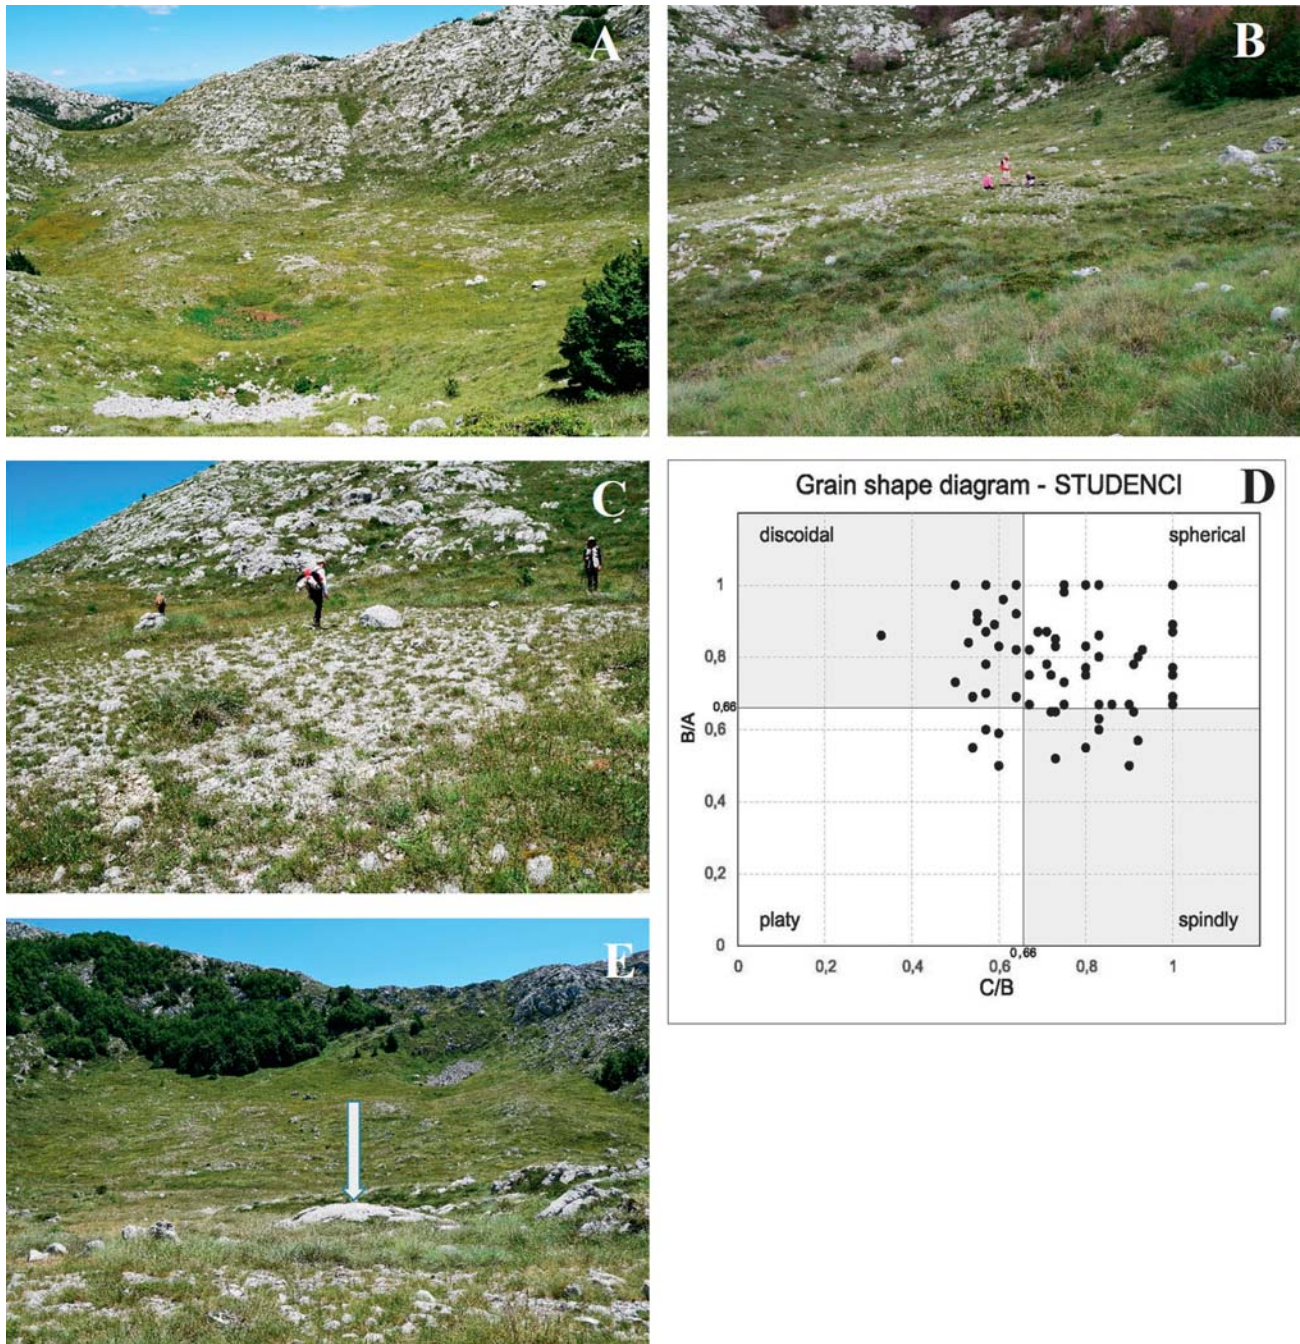 A
B
C
Grain shape diagram - STUDENCI
D
discoidal
spherical
1
0,8
0,66
B/A
0,6
0,4
0,2
platy
spindly
0
0,66
0
0,2
0,4
0,6
0,8
1
C/B
E